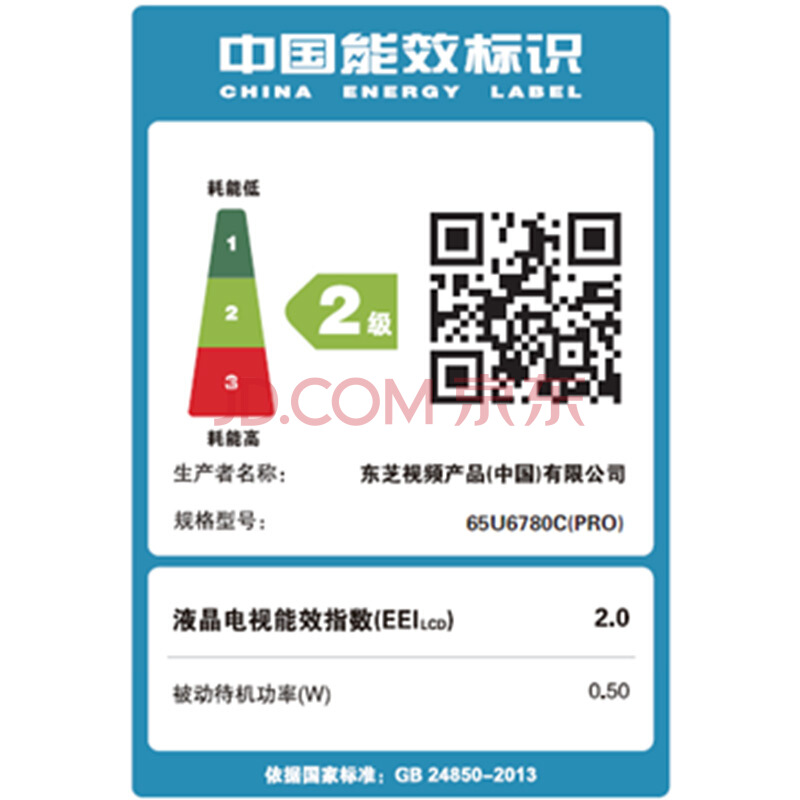 中国能效标识
CHINA ENERGY LABEL
耗能低
1
2
3
2级
耗能高
JD.COM 京东
生产者名称： 东芝视频产品(中国)有限公司
规格型号： 65U6780C(PRO)
液晶电视能效指数(EEILCD) 2.0
被动待机功率(W) 0.50
依据国家标准：GB 24850-2013